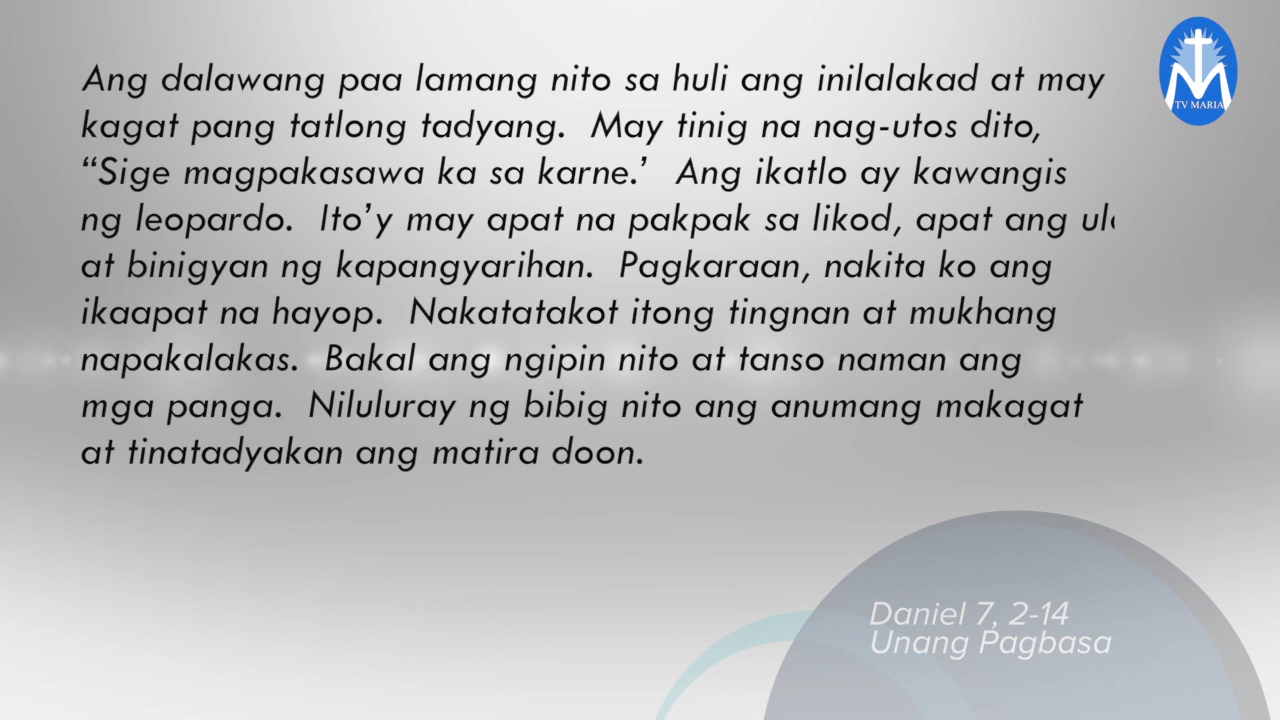 Ang dalawang paa lamang nito sa huli ang inilalakad at may
kagat pang tatlong tadyang.  May tinig na nag-utos dito,
“Sige magpakasawa ka sa karne.’  Ang ikatlo ay kawangis
ng leopardo.  Ito’y may apat na pakpak sa likod, apat ang
at binigyan ng kapangyarihan.  Pagkaraan, nakita ko ang
ikaapat na hayop.  Nakatatakot itong tingnan at mukhang
napakalakas.  Bakal ang ngipin nito at tanso naman ang
mga panga.  Niluluray ng bibig nito ang anumang makagat
at tinatadyakan ang matira doon.
TV MARIA
Daniel 7, 2-14
Unang Pagbasa